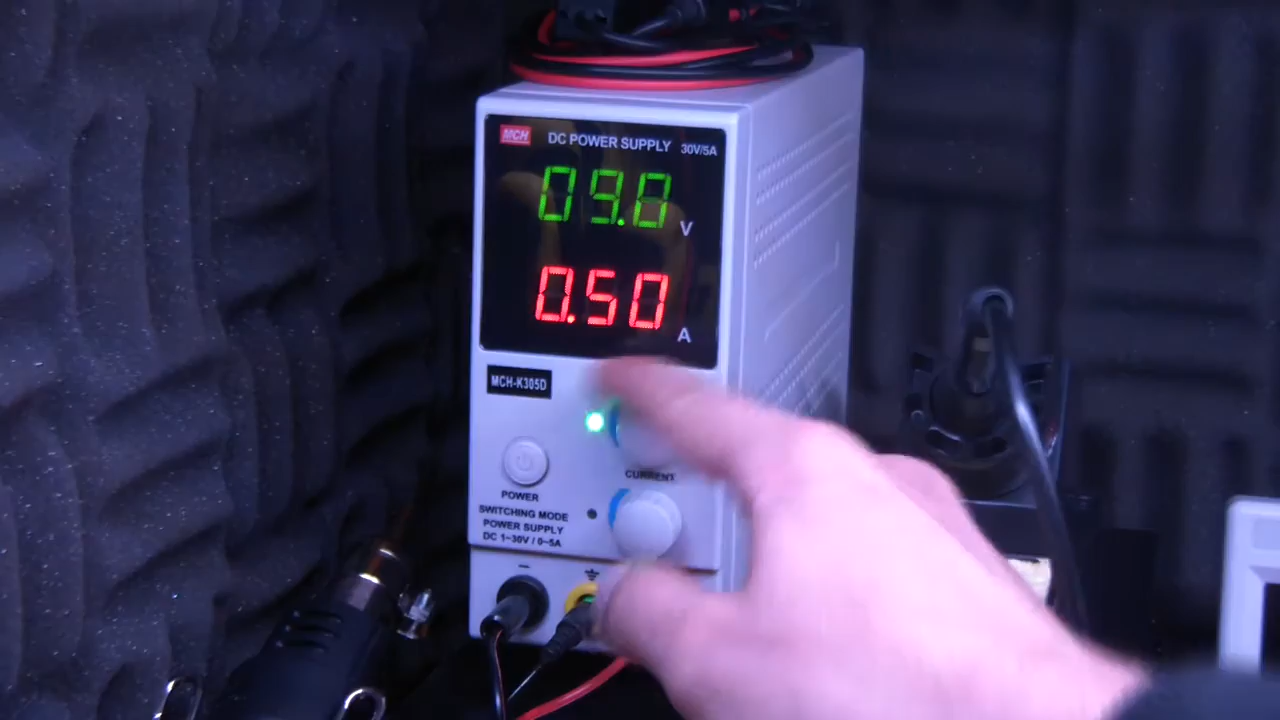 MCH DC POWER SUPPLY 30V/5A
09.0 V
0.50 A
MCH-K305D
CURRENT
POWER
SWITCHING MODE
POWER SUPPLY
DC 1~30V / 0~5A